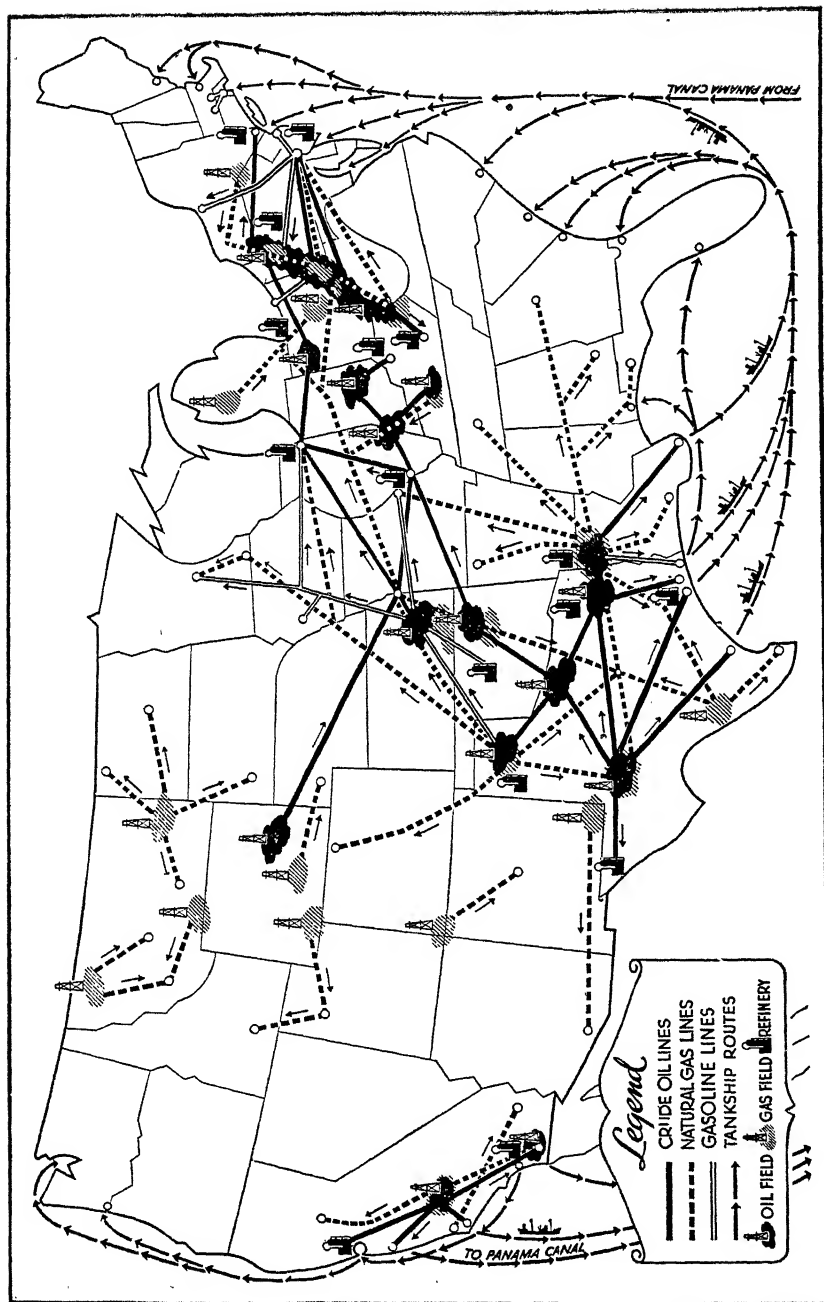 FROM PANAMA CANAL
TO PANAMA CANAL
Legend
CRUDE OIL LINES
NATURAL GAS LINES
GASOLINE LINES
TANKSHIP ROUTES
OIL FIELD GAS FIELD REFINERY